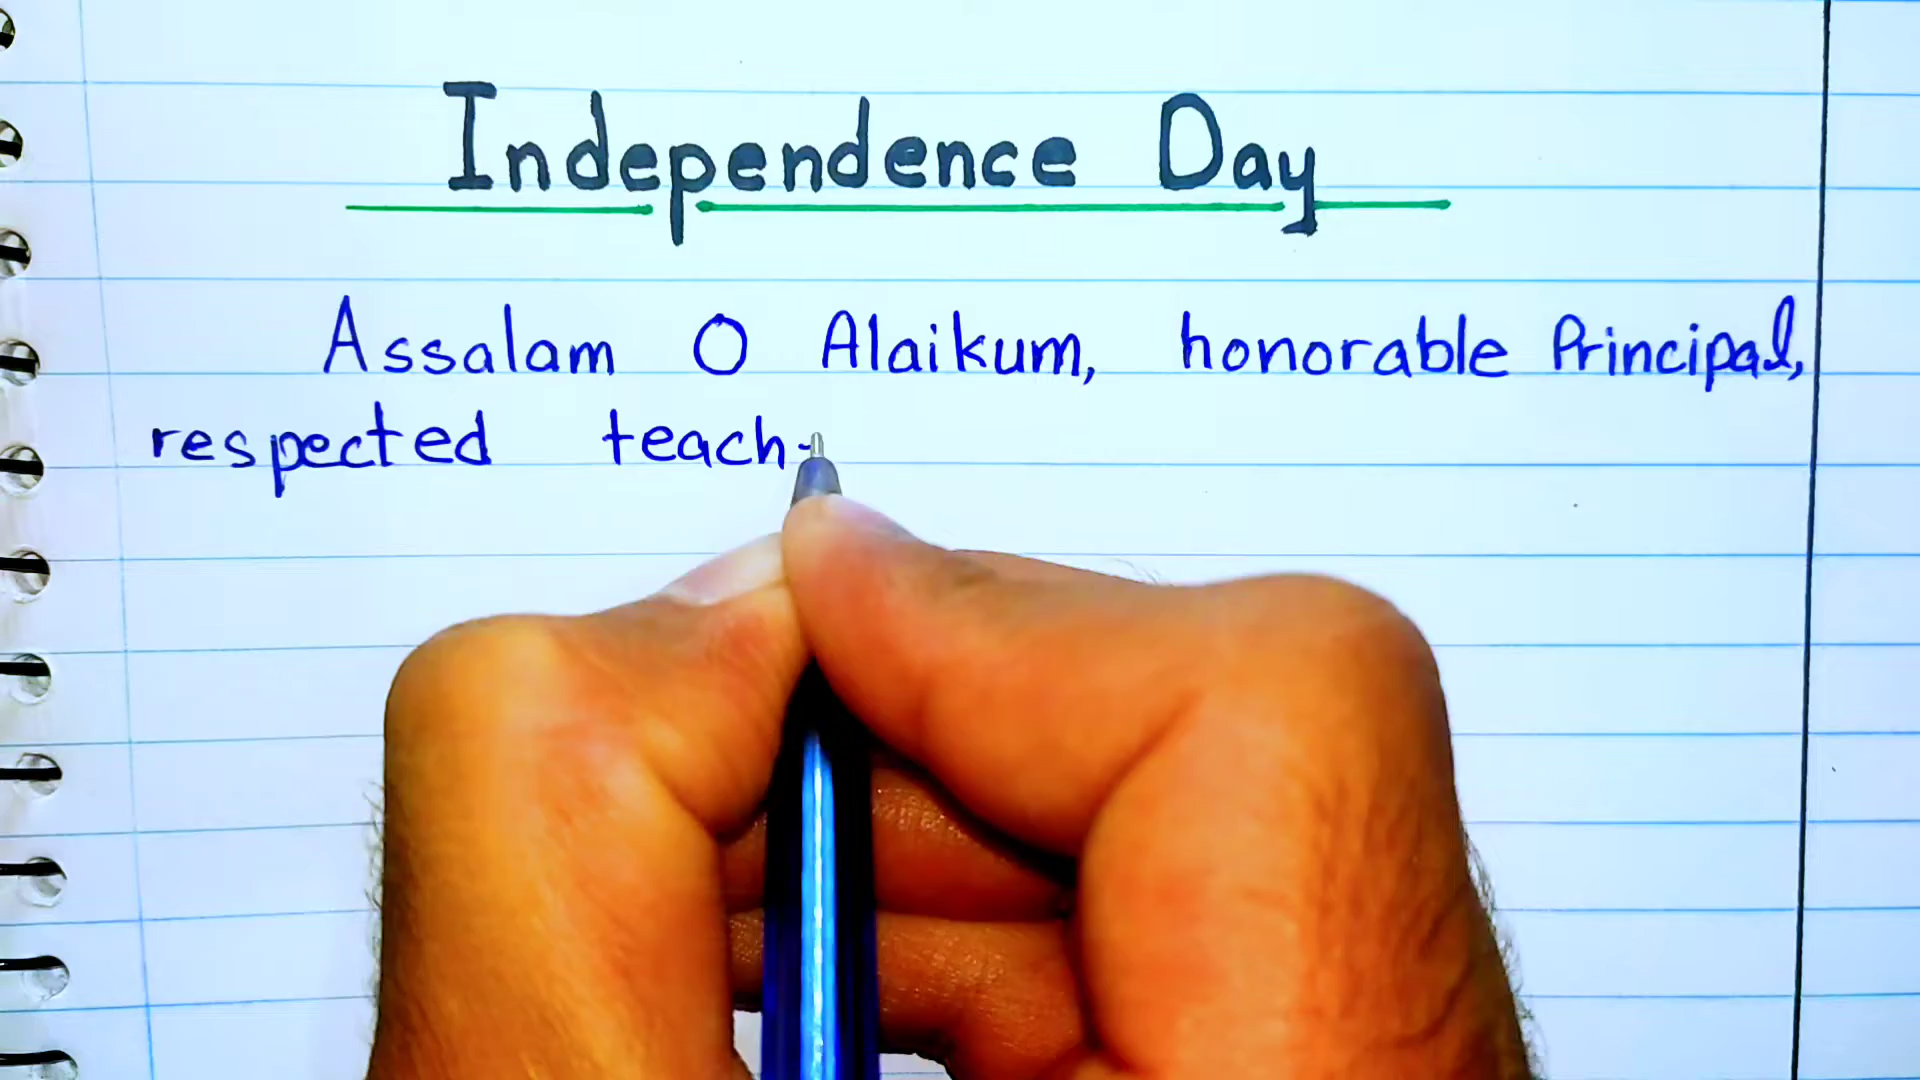 Independence Day
Assalam O Alaikum, honorable Principal,
respected teach